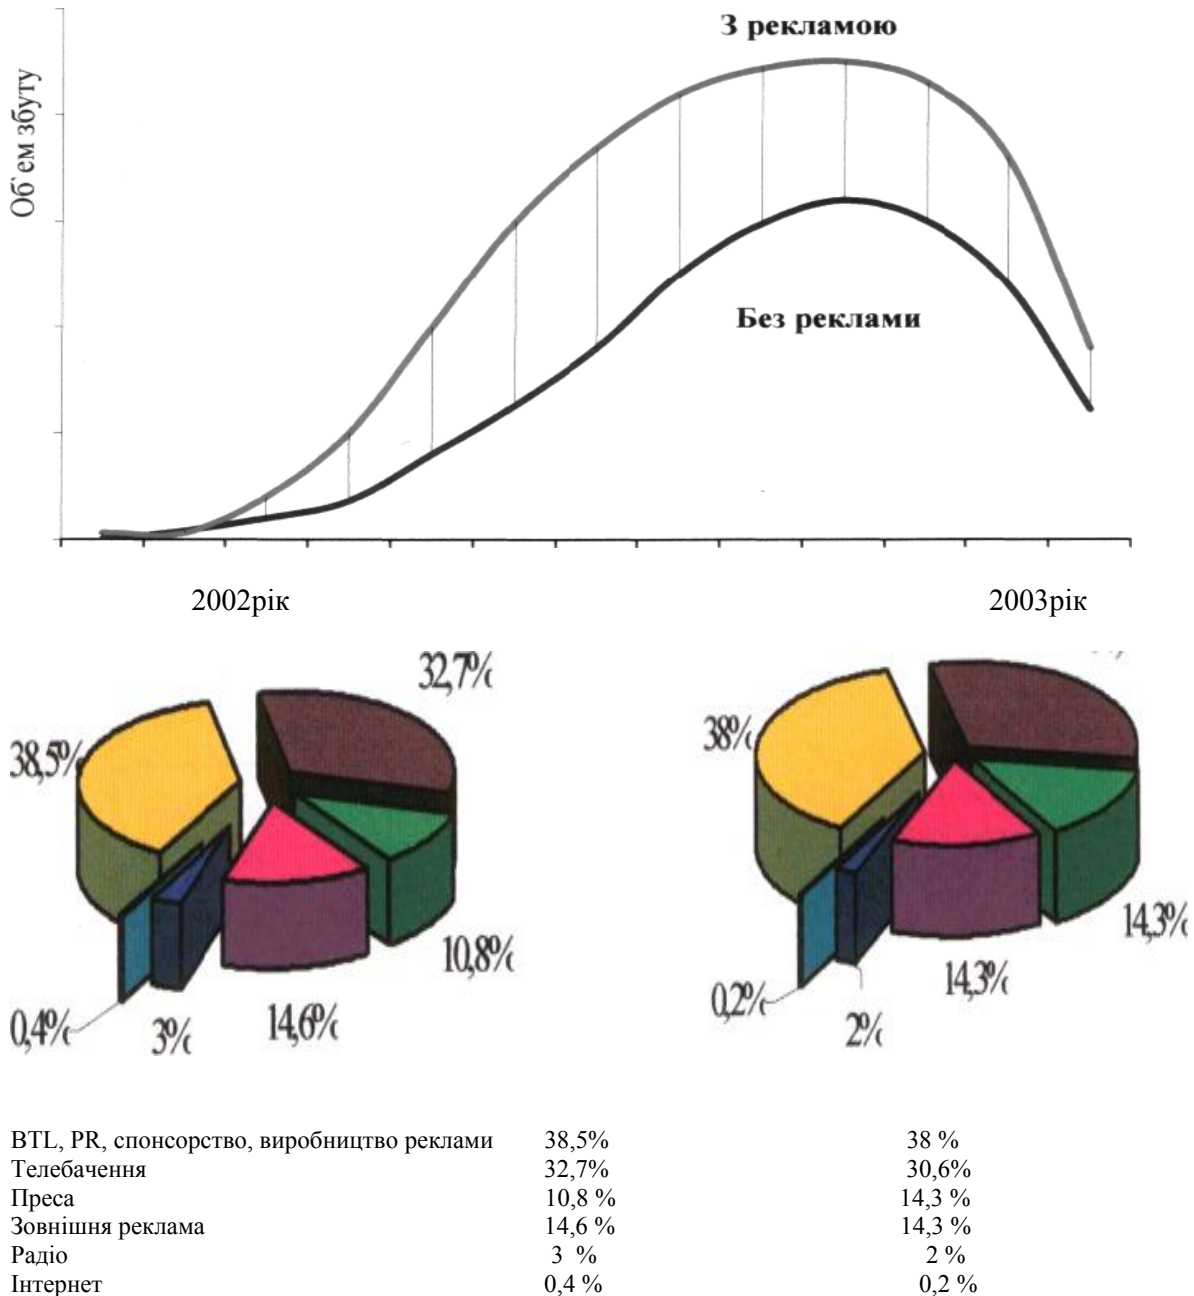 З рекламою
Об`ем збуту
Без реклами
2002рік 2003рік
32,7%
38,5%
10,8%
14,6%
3%
0,4%
38%
14,3%
14,3%
2%
0,2%
BTL, PR, спонсорство, виробництво реклами 38,5% 38 %
Телебачення 32,7% 30,6%
Преса 10,8 % 14,3 %
Зовнішня реклама 14,6 % 14,3 %
Радіо 3 % 2 %
Інтернет 0,4 % 0,2 %